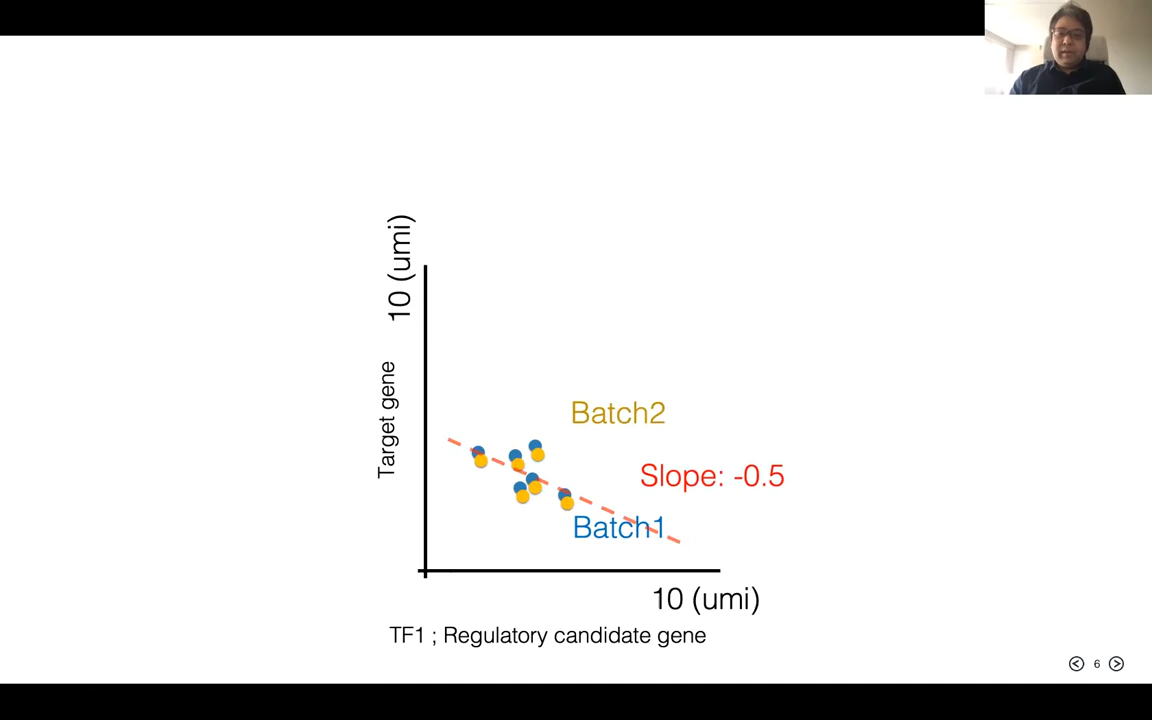 10 (umi)
Target gene
Batch2
Slope: -0.5
Batch1
10 (umi)
TF1 ; Regulatory candidate gene
6